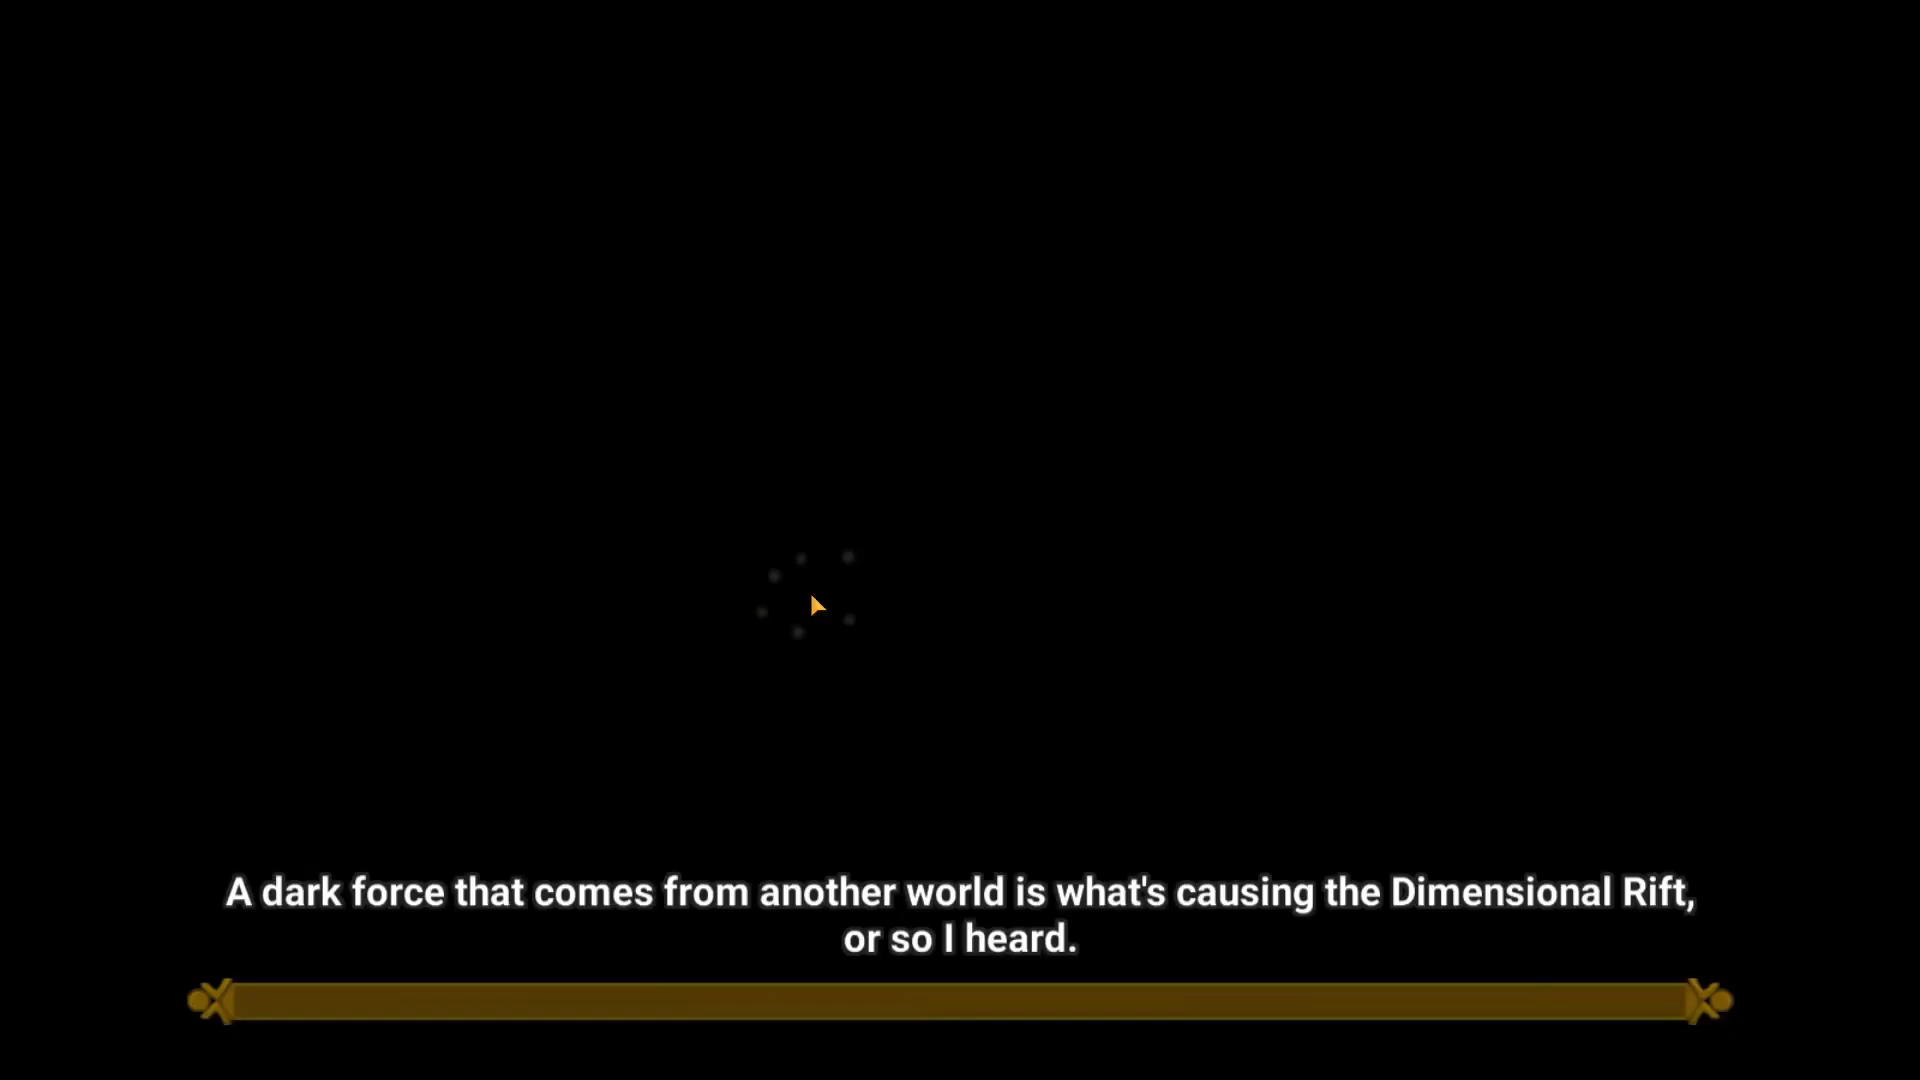 A dark force that comes from another world is what's causing the Dimensional Rift,
or so I heard.